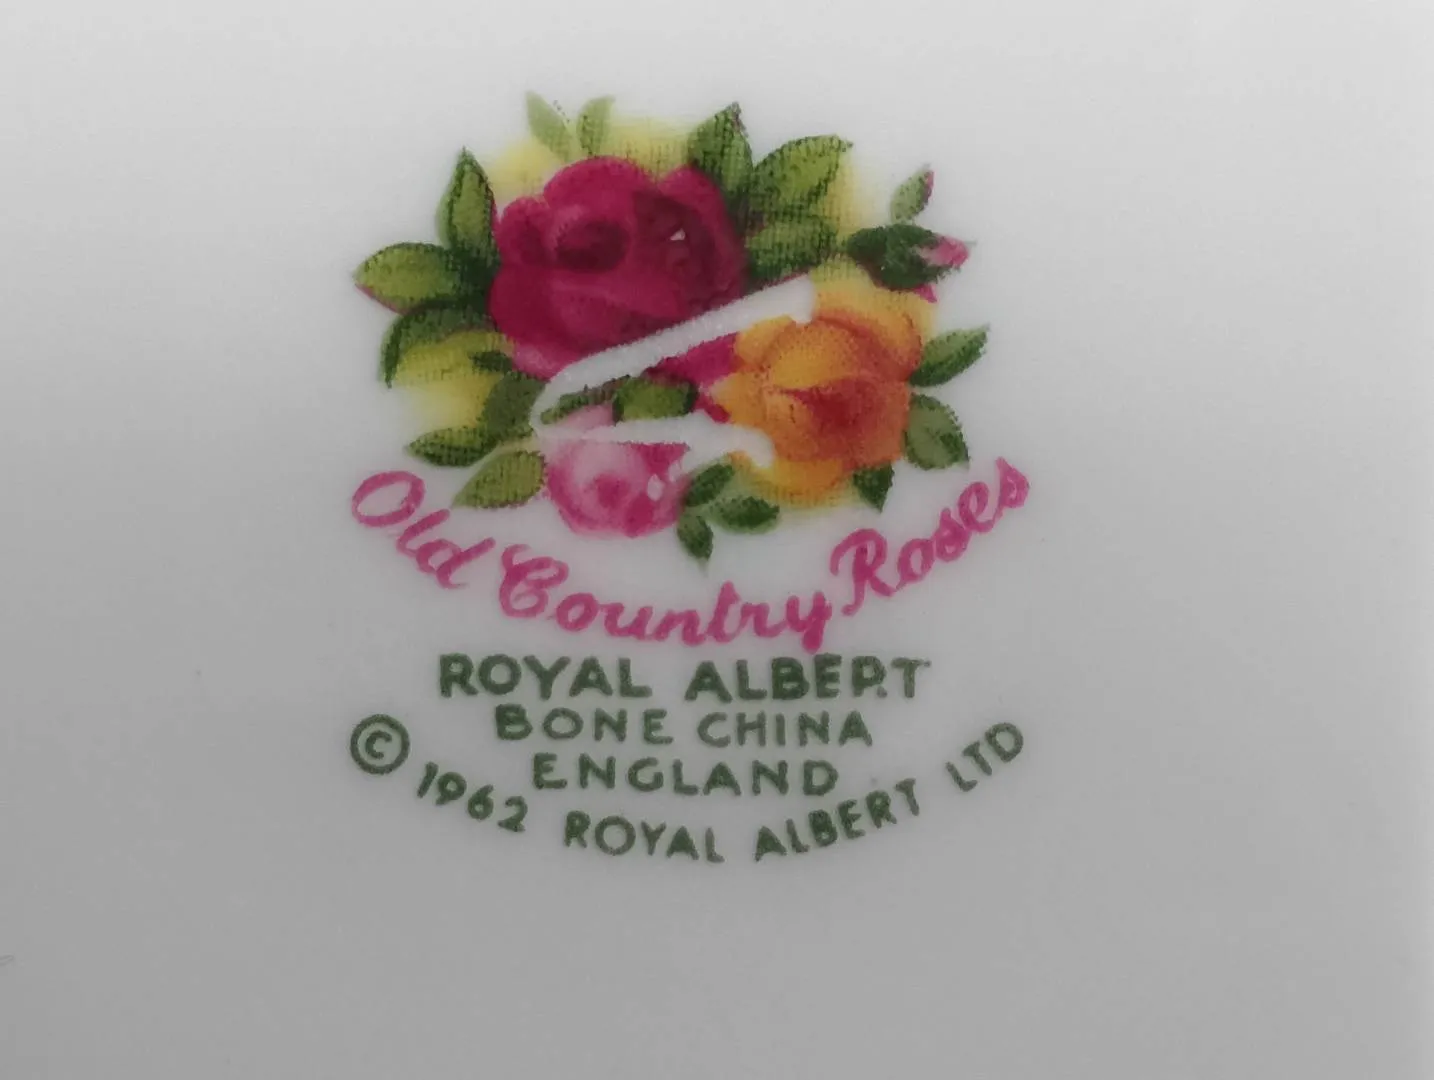 Old Country Roses
ROYAL ALBERT
BONE CHINA
ENGLAND
© 1962 ROYAL ALBERT LTD